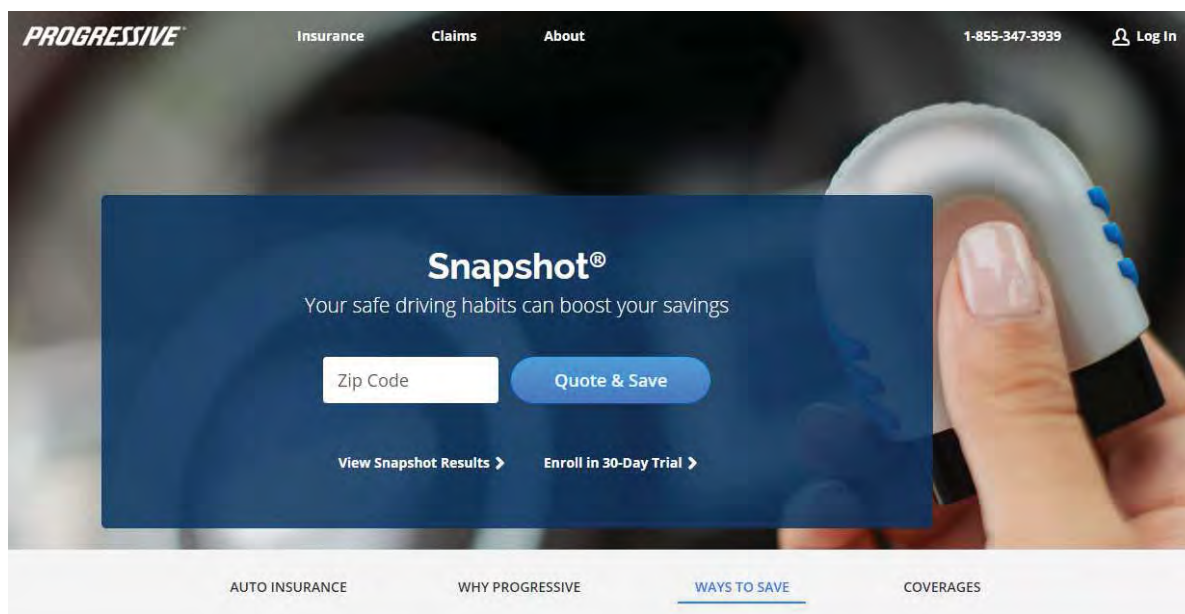 PROGRESSIVE Insurance Claims About 1-855-347-3939 Log In
Snapshot®
Your safe driving habits can boost your savings
Zip Code Quote & Save
View Snapshot Results Enroll in 30-Day Trial
AUTO INSURANCE WHY PROGRESSIVE WAYS TO SAVE COVERAGES